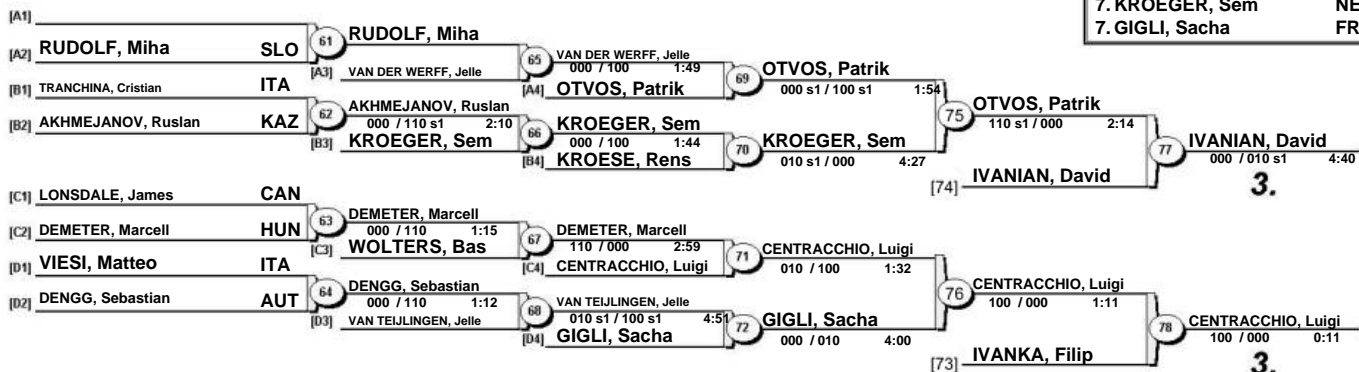 7. KROEGER, Sem NE
7. GIGLI, Sacha FR
[A1]
[A2] RUDOLF, Miha SLO
61
RUDOLF, Miha
[A3] VAN DER WERFF, Jelle
65
VAN DER WERFF, Jelle
000 / 100 1:49
[A4] OTVOS, Patrik
69
OTVOS, Patrik
000 s1 / 100 s1 1:54
[B1] TRANCHINA, Cristian ITA
[B2] AKHMEJANOV, Ruslan KAZ
62
AKHMEJANOV, Ruslan
000 / 110 s1 2:10
[B3] KROEGER, Sem
66
KROEGER, Sem
000 / 100 1:44
[B4] KROESE, Rens
70
KROEGER, Sem
010 s1 / 000 4:27
75
OTVOS, Patrik
110 s1 / 000 2:14
[74] IVANIAN, David
77
IVANIAN, David
000 / 010 s1 4:40
3.
[C1] LONSDALE, James CAN
[C2] DEMETER, Marcell HUN
63
DEMETER, Marcell
000 / 110 1:15
[C3] WOLTERS, Bas
67
DEMETER, Marcell
110 / 000 2:59
[C4] CENTRACCHIO, Luigi
71
CENTRACCHIO, Luigi
010 / 100 1:32
[D1] VIESI, Matteo ITA
[D2] DENGG, Sebastian AUT
64
DENGG, Sebastian
000 / 110 1:12
[D3] VAN TEIJLINGEN, Jelle
68
VAN TEIJLINGEN, Jelle
010 s1 / 100 s1 4:51
[D4] GIGLI, Sacha
72
GIGLI, Sacha
000 / 010 4:00
76
CENTRACCHIO, Luigi
100 / 000 1:11
[73] IVANKA, Filip
78
CENTRACCHIO, Luigi
100 / 000 0:11
3.